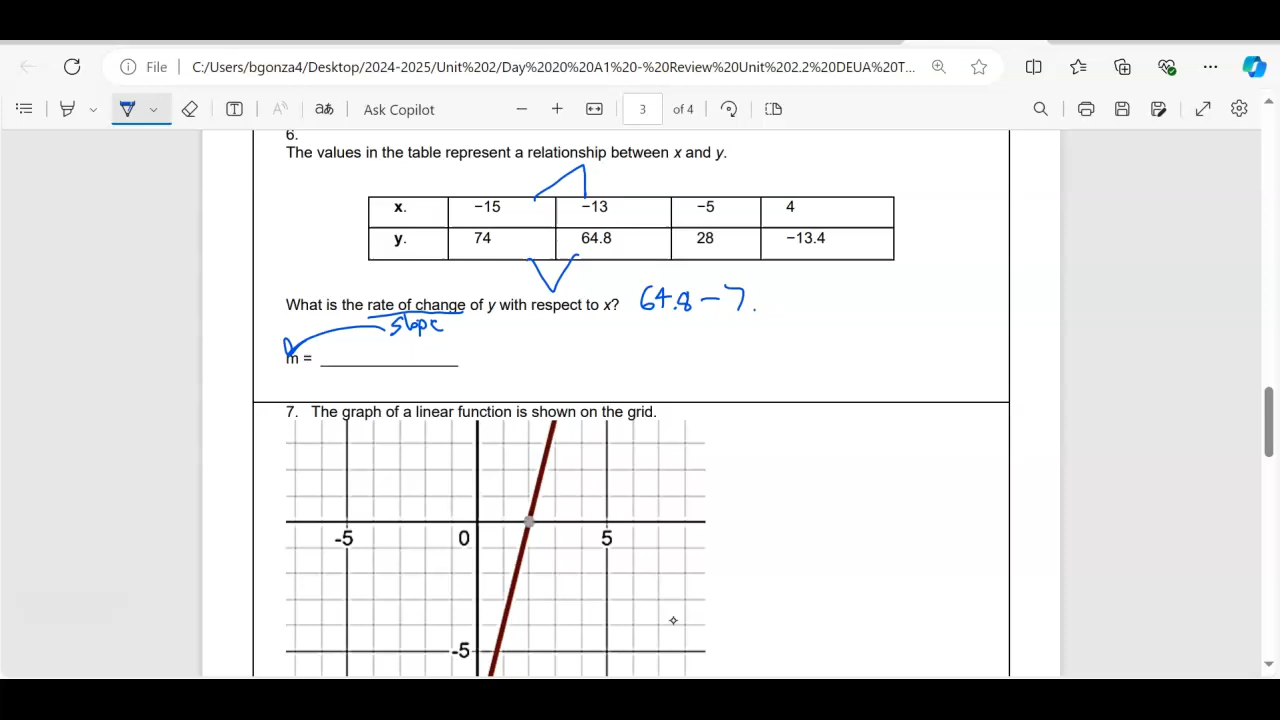 File C:/Users/bgonza4/Desktop/2024-2025/Unit%202/Day%2020%20A1%20-%20Review%20Unit%202.2%20DEUA%20T...
aあ Ask Copilot 3 of 4
6.
The values in the table represent a relationship between x and y.
x. −15 −13 −5 4
y. 74 64.8 28 −13.4
What is the rate of change of y with respect to x? 64.8 − 7.
slope
m = ______________
7. The graph of a linear function is shown on the grid.
-5 0 5
-5